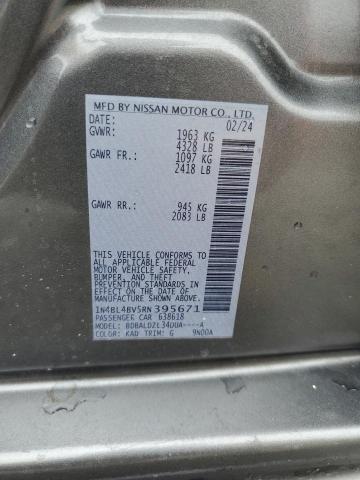 MFD BY NISSAN MOTOR CO., LTD.
DATE: 02/24
GVWR: 1963 KG
4328 LB
GAWR FR.: 1097 KG
2418 LB
GAWR RR.: 945 KG
2083 LB
THIS VEHICLE CONFORMS TO ALL
APPLICABLE FEDERAL MOTOR
VEHICLE SAFETY,
BUMPER, AND THEFT
PREVENTION STANDARDS IN
EFFECT ON THE DATE OF
MANUFACTURE SHOWN ABOVE.
1N4BL4BV5RN395671
PASSENGER CAR 638618
MODEL: BDBALDZL34UUA----A
COLOR: KAD TRIM: G 9N00A